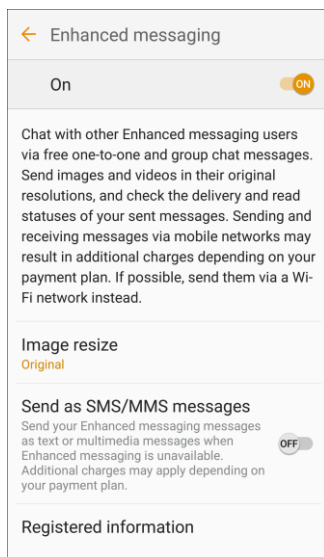 Enhanced messaging
On
ON
Chat with other Enhanced messaging users
via free one-to-one and group chat messages.
Send images and videos in their original
resolutions, and check the delivery and read
statuses of your sent messages. Sending and
receiving messages via mobile networks may
result in additional charges depending on your
payment plan. If possible, send them via a Wi-
Fi network instead.
Image resize
Original
Send as SMS/MMS messages
Send your Enhanced messaging messages
as text or multimedia messages when
Enhanced messaging is unavailable.
Additional charges may apply depending on
your payment plan.
OFF
Registered information